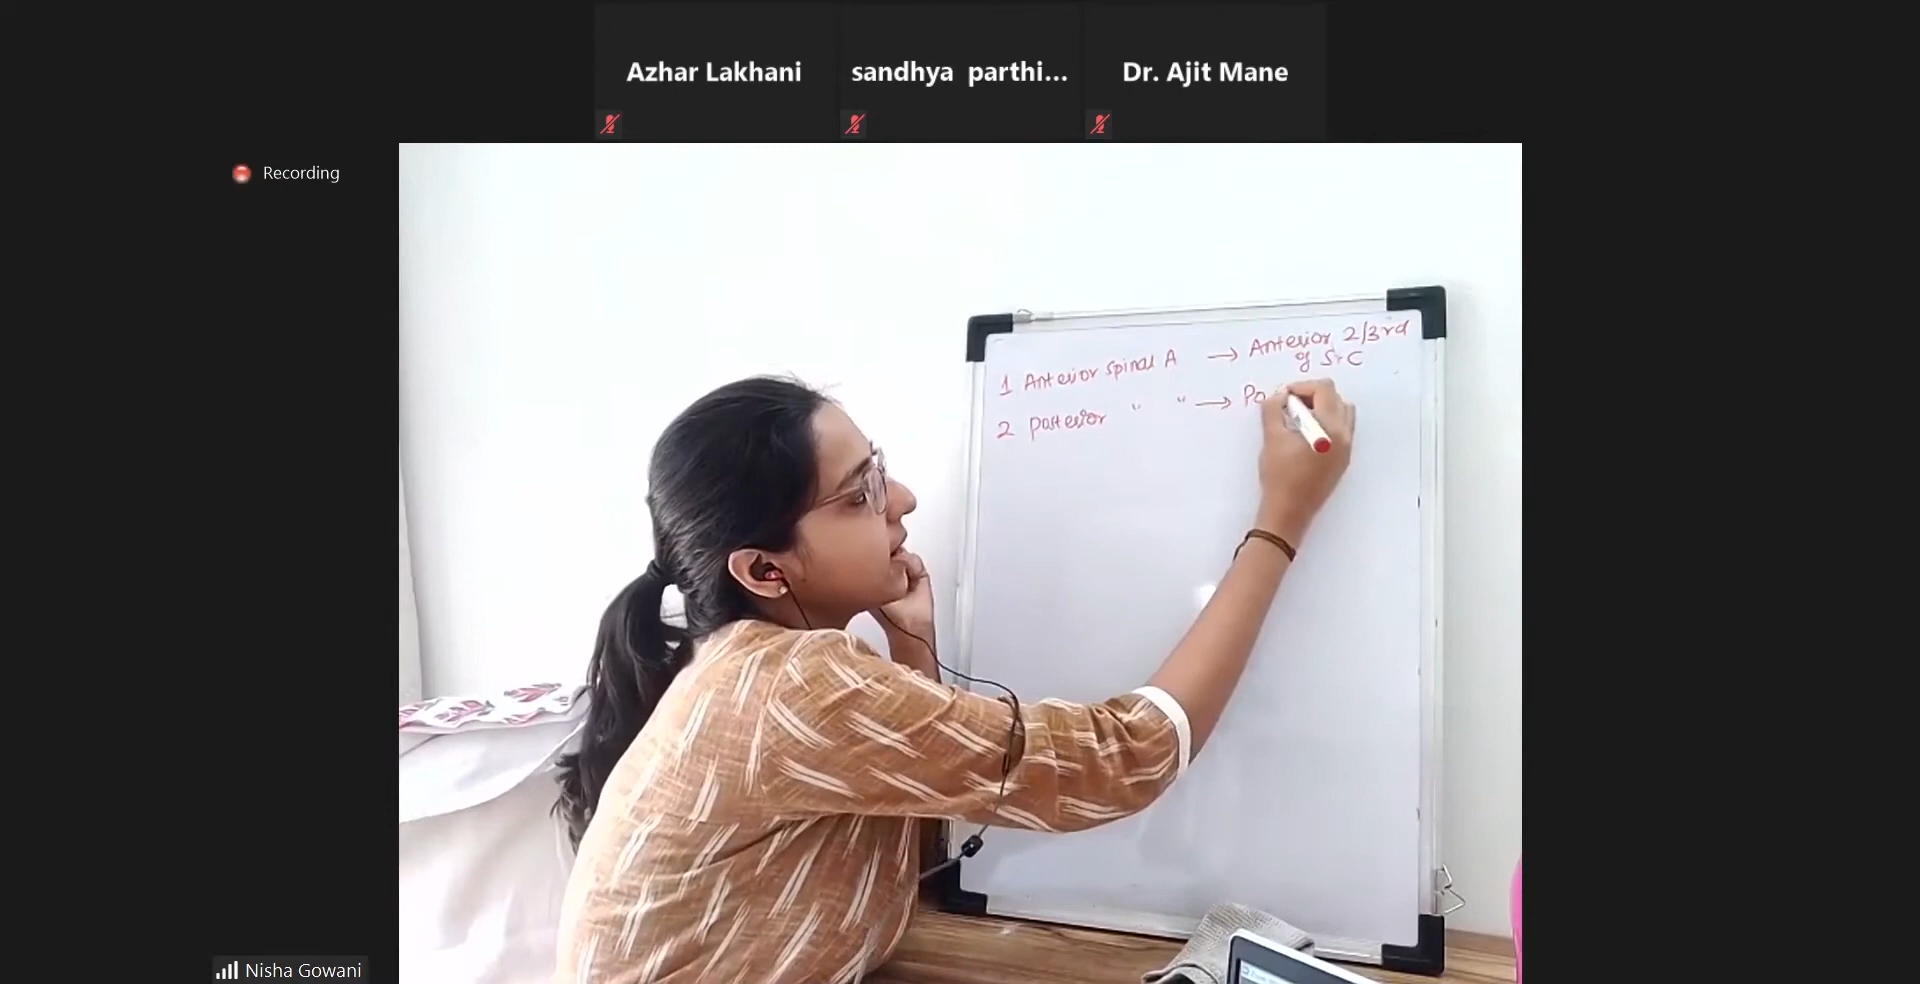 Azhar Lakhani
sandhya parthi...
Dr. Ajit Mane
Recording
1 Anterior spinal A → Anterior 2/3rd
of S.C
2 posterior " " → Po
Nisha Gowani